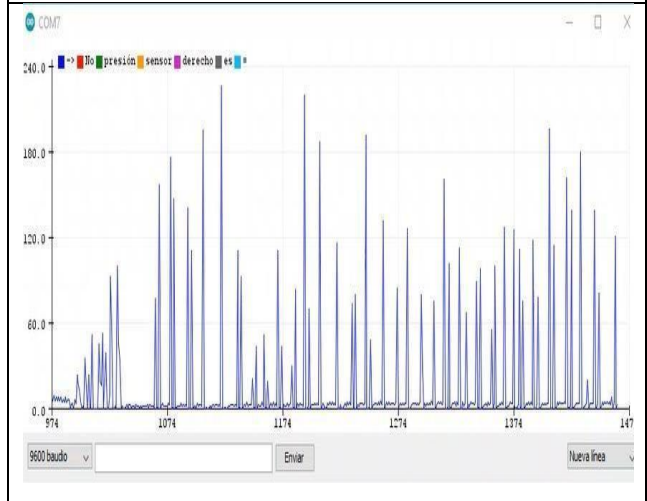 COM7
-> No presión sensor derecho es =
240.0
180.0
120.0
60.0
0.0
974 1074 1174 1274 1374 147
9600 baudio
Enviar
Nueva línea